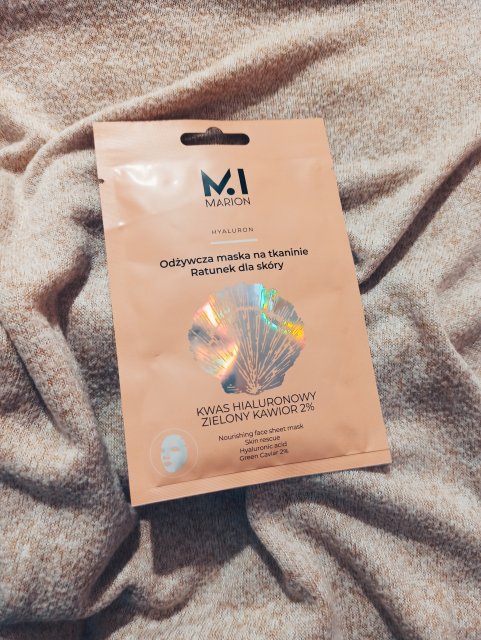 M.I
MARION
HYALURON
Odżywcza maska na tkaninie
Ratunek dla skóry
KWAS HIALURONOWY
ZIELONY KAWIOR 2%
Nourishing face sheet mask
Skin rescue
Hyaluronic acid
Green Caviar 2%